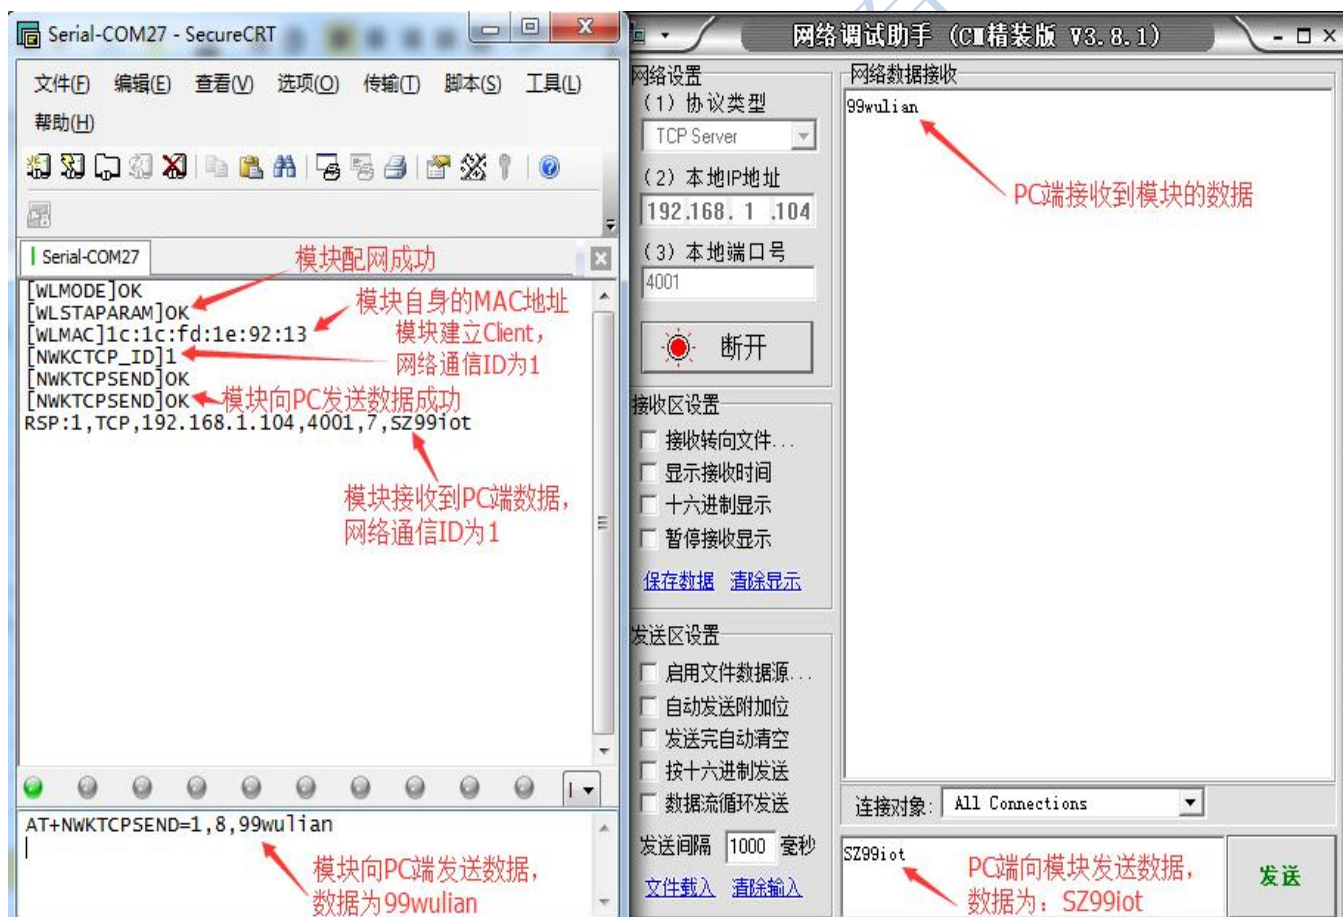 Serial-COM27 - SecureCRT
文件(F) 编辑(E) 查看(V) 选项(O) 传输(T) 脚本(S) 工具(L)
帮助(H)
Serial-COM27
模块配网成功
[WLMODE]OK
[WLSTAPARAM]OK
模块自身的MAC地址
[WLMAC]1c:1c:fd:1e:92:13
模块建立Client，
[NWKCTCP_ID]1
网络通信ID为1
[NWKTCPSEND]OK
[NWKTCPSEND]OK
模块向PC发送数据成功
RSP:1,TCP,192.168.1.104,4001,7,SZ99iot
模块接收到PC端数据，
网络通信ID为1
AT+NWKTCPSEND=1,8,99wulian
模块向PC端发送数据，
数据为99wulian
网络调试助手 (CM精装版 V3.8.1)
网络设置
(1) 协议类型
TCP Server
(2) 本地IP地址
192.168. 1 .104
(3) 本地端口号
4001
断开
接收区设置
接收转向文件...
显示接收时间
十六进制显示
暂停接收显示
保存数据 清除显示
发送区设置
启用文件数据源...
自动发送附加位
发送完自动清空
按十六进制发送
数据流循环发送
发送间隔 1000 毫秒
文件载入 清除输入
网络数据接收
99wulian
PC端接收到模块的数据
连接对象: All Connections
SZ99iot
PC端向模块发送数据，
数据为：SZ99iot
发送